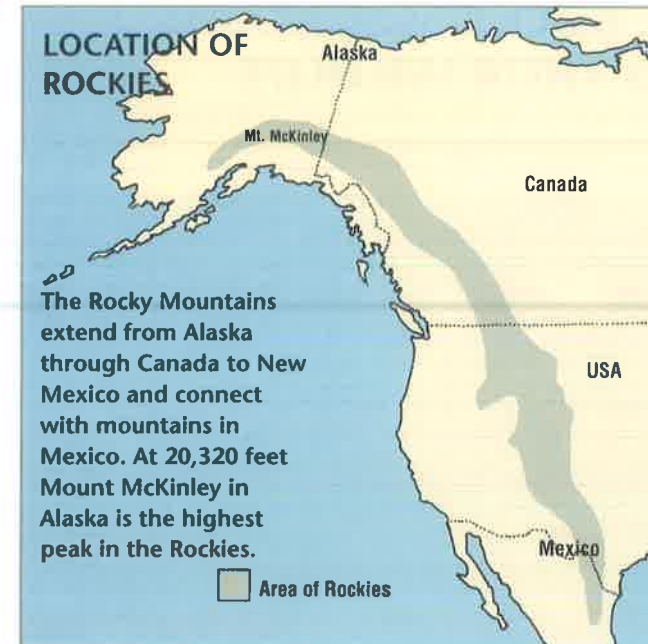 LOCATION OF
ROCKIES
Alaska
Mt. McKinley
Canada
The Rocky Mountains
extend from Alaska
through Canada to New
Mexico and connect
with mountains in
Mexico. At 20,320 feet
Mount McKinley in
Alaska is the highest
peak in the Rockies.
USA
Mexico
Area of Rockies